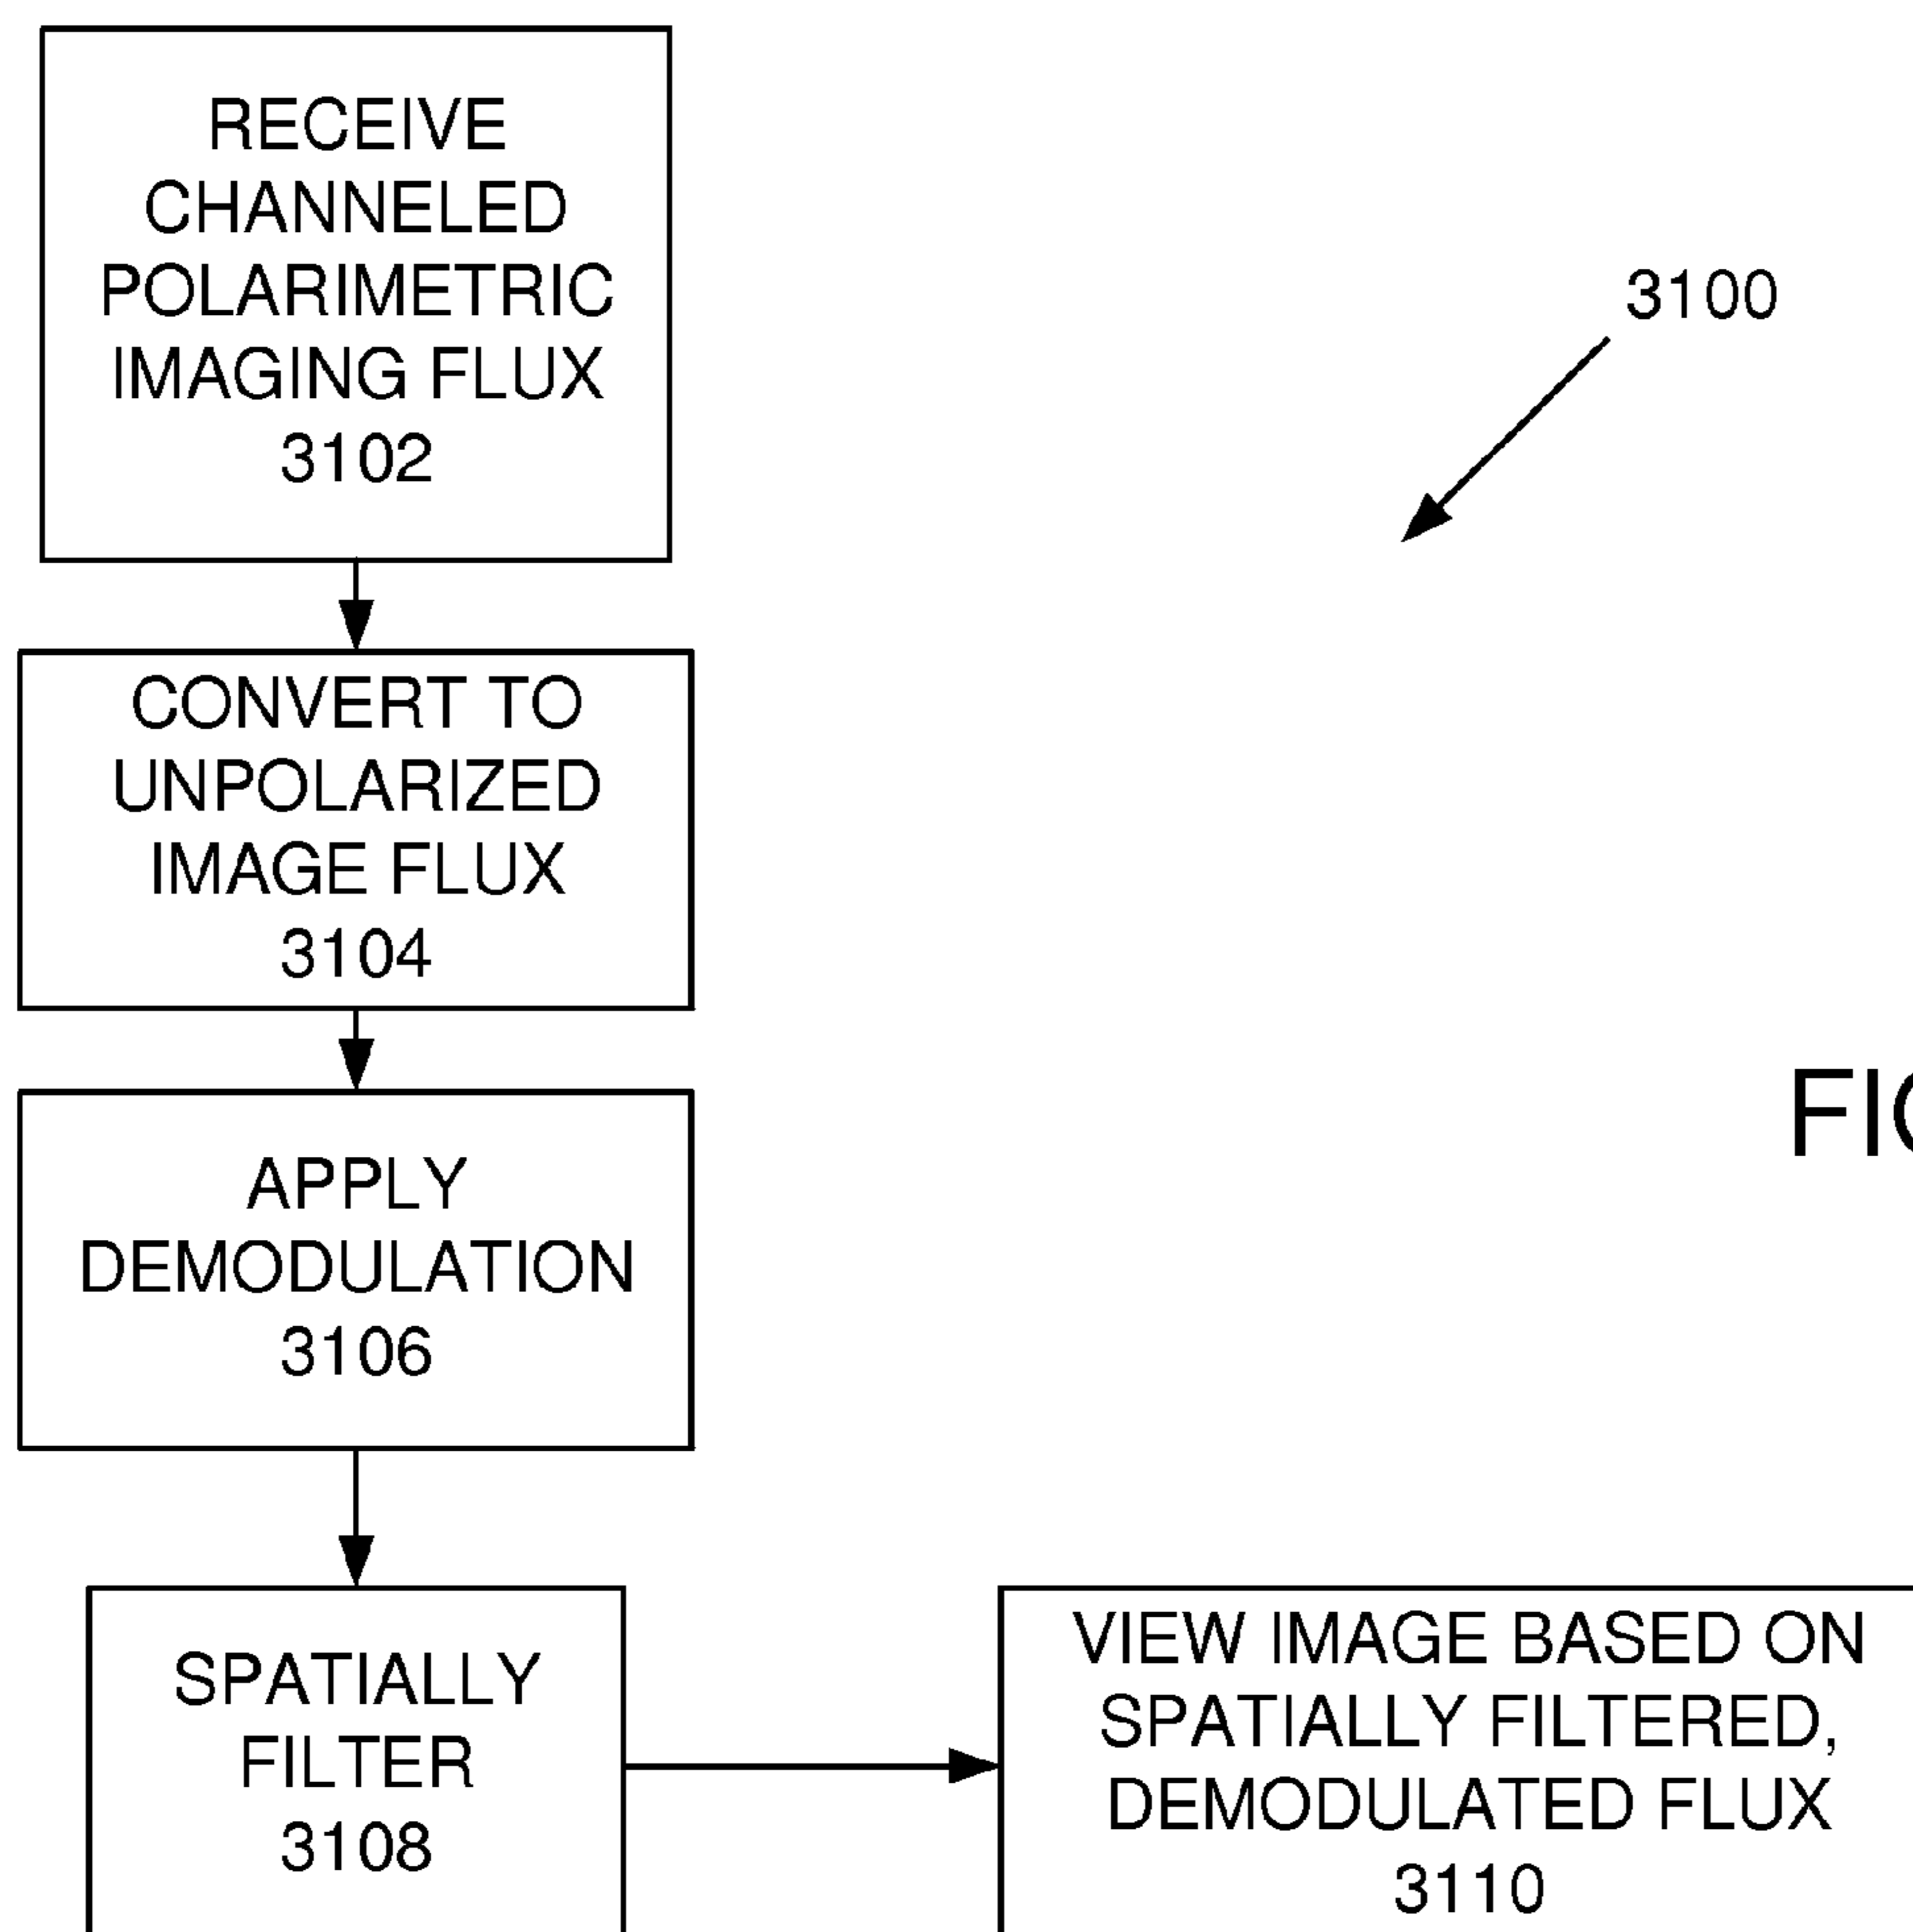 RECEIVE
CHANNELED
POLARIMETRIC
IMAGING FLUX
3102
3100
CONVERT TO
UNPOLARIZED
IMAGE FLUX
3104
APPLY
DEMODULATION
3106
SPATIALLY
FILTER
3108
VIEW IMAGE BASED ON
SPATIALLY FILTERED,
DEMODULATED FLUX
3110